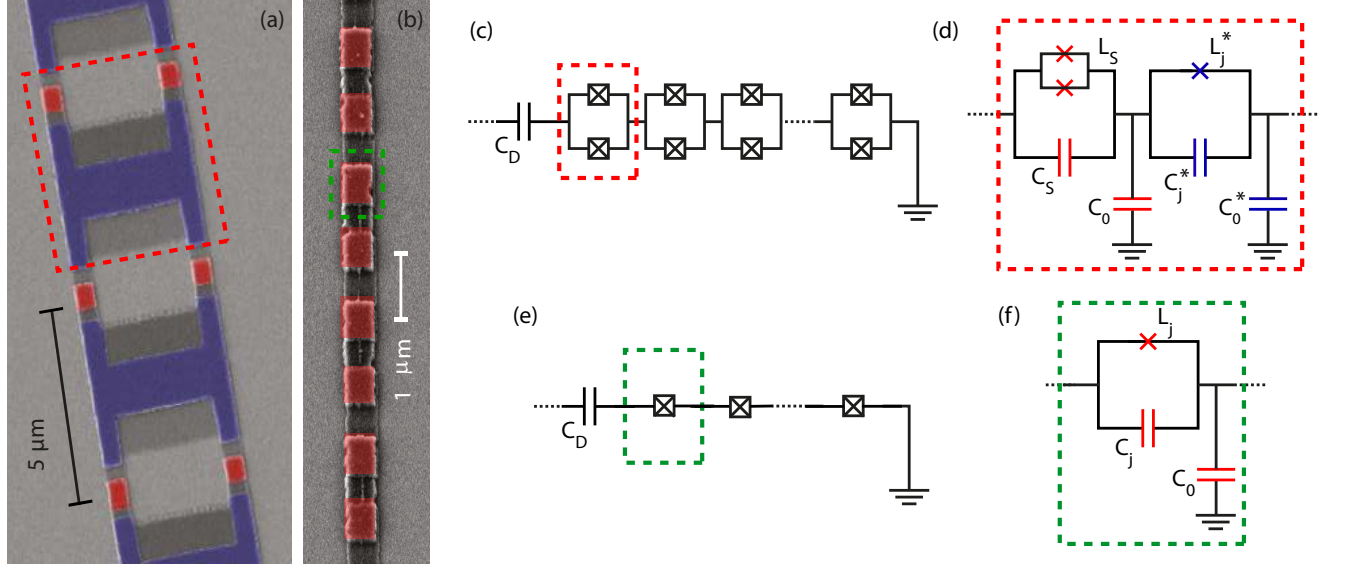 (a)
5 μm
(b)
1 μm
(c)
C_D
(d)
L_S
L_j^*
C_S
C_0
C_j^*
C_0^*
(e)
C_D
(f)
L_j
C_j
C_0